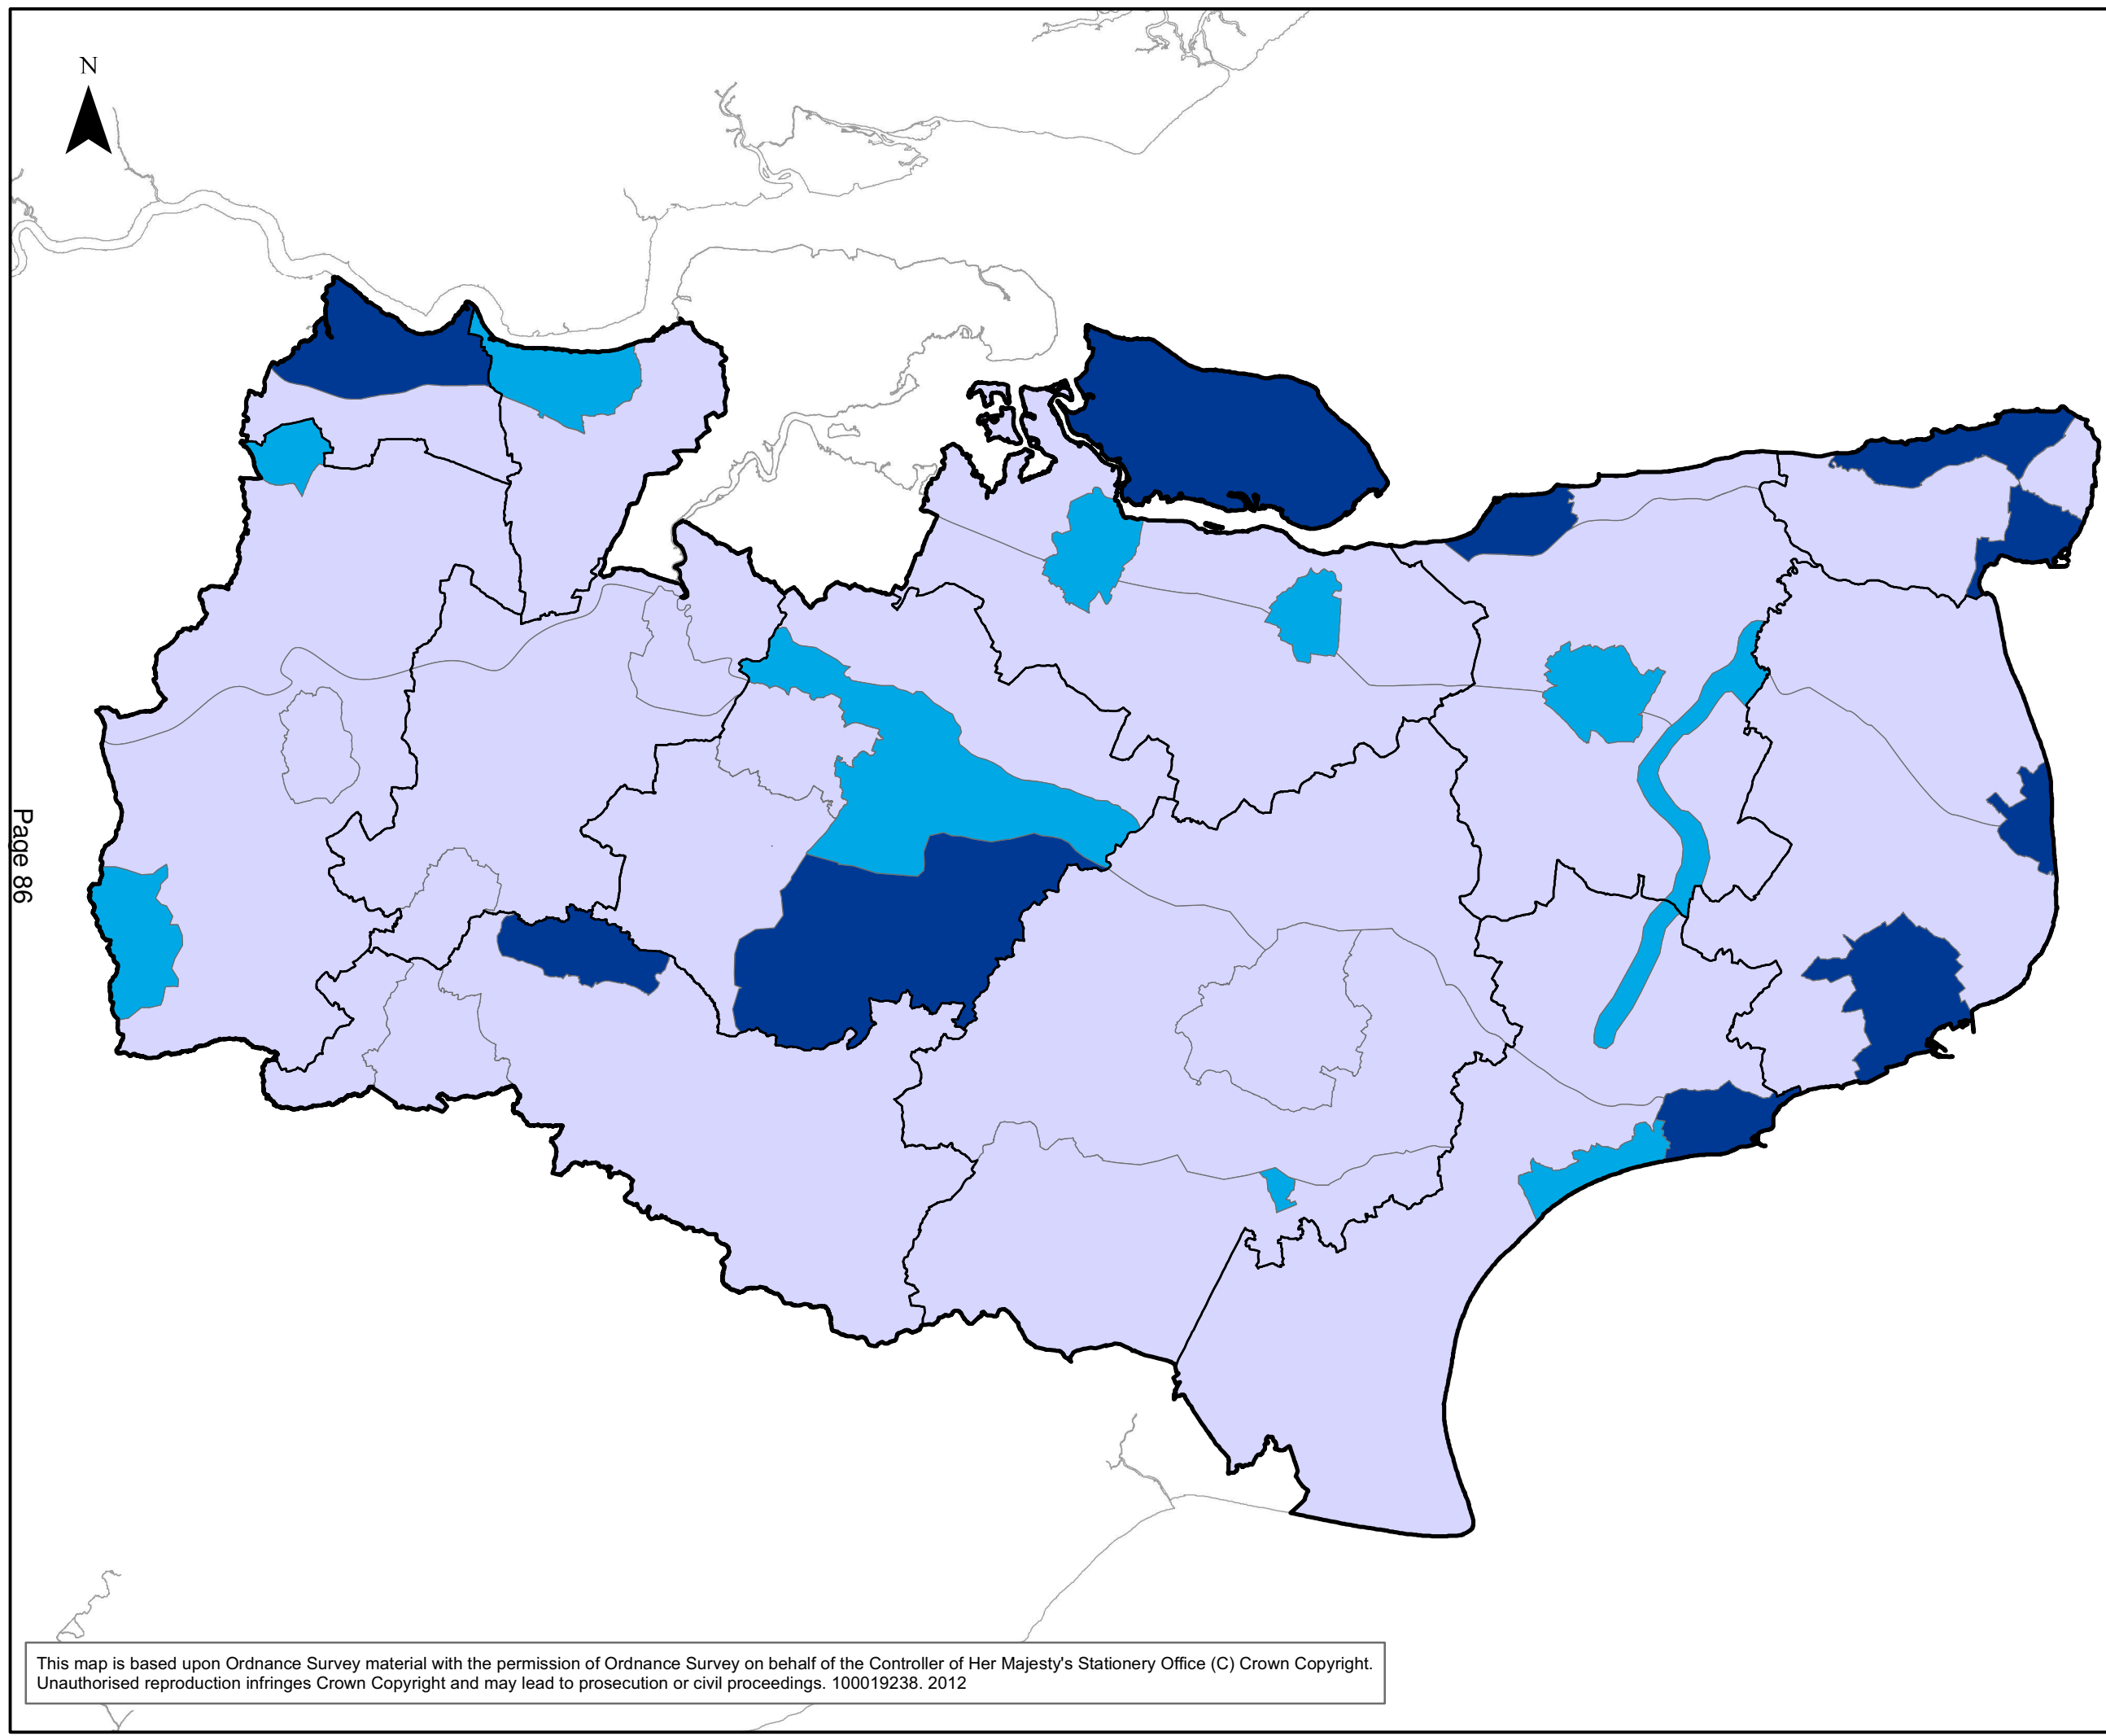 N
Page 86
This map is based upon Ordnance Survey material with the permission of Ordnance Survey on behalf of the Controller of Her Majesty's Stationery Office (C) Crown Copyright.
Unauthorised reproduction infringes Crown Copyright and may lead to prosecution or civil proceedings. 100019238. 2012